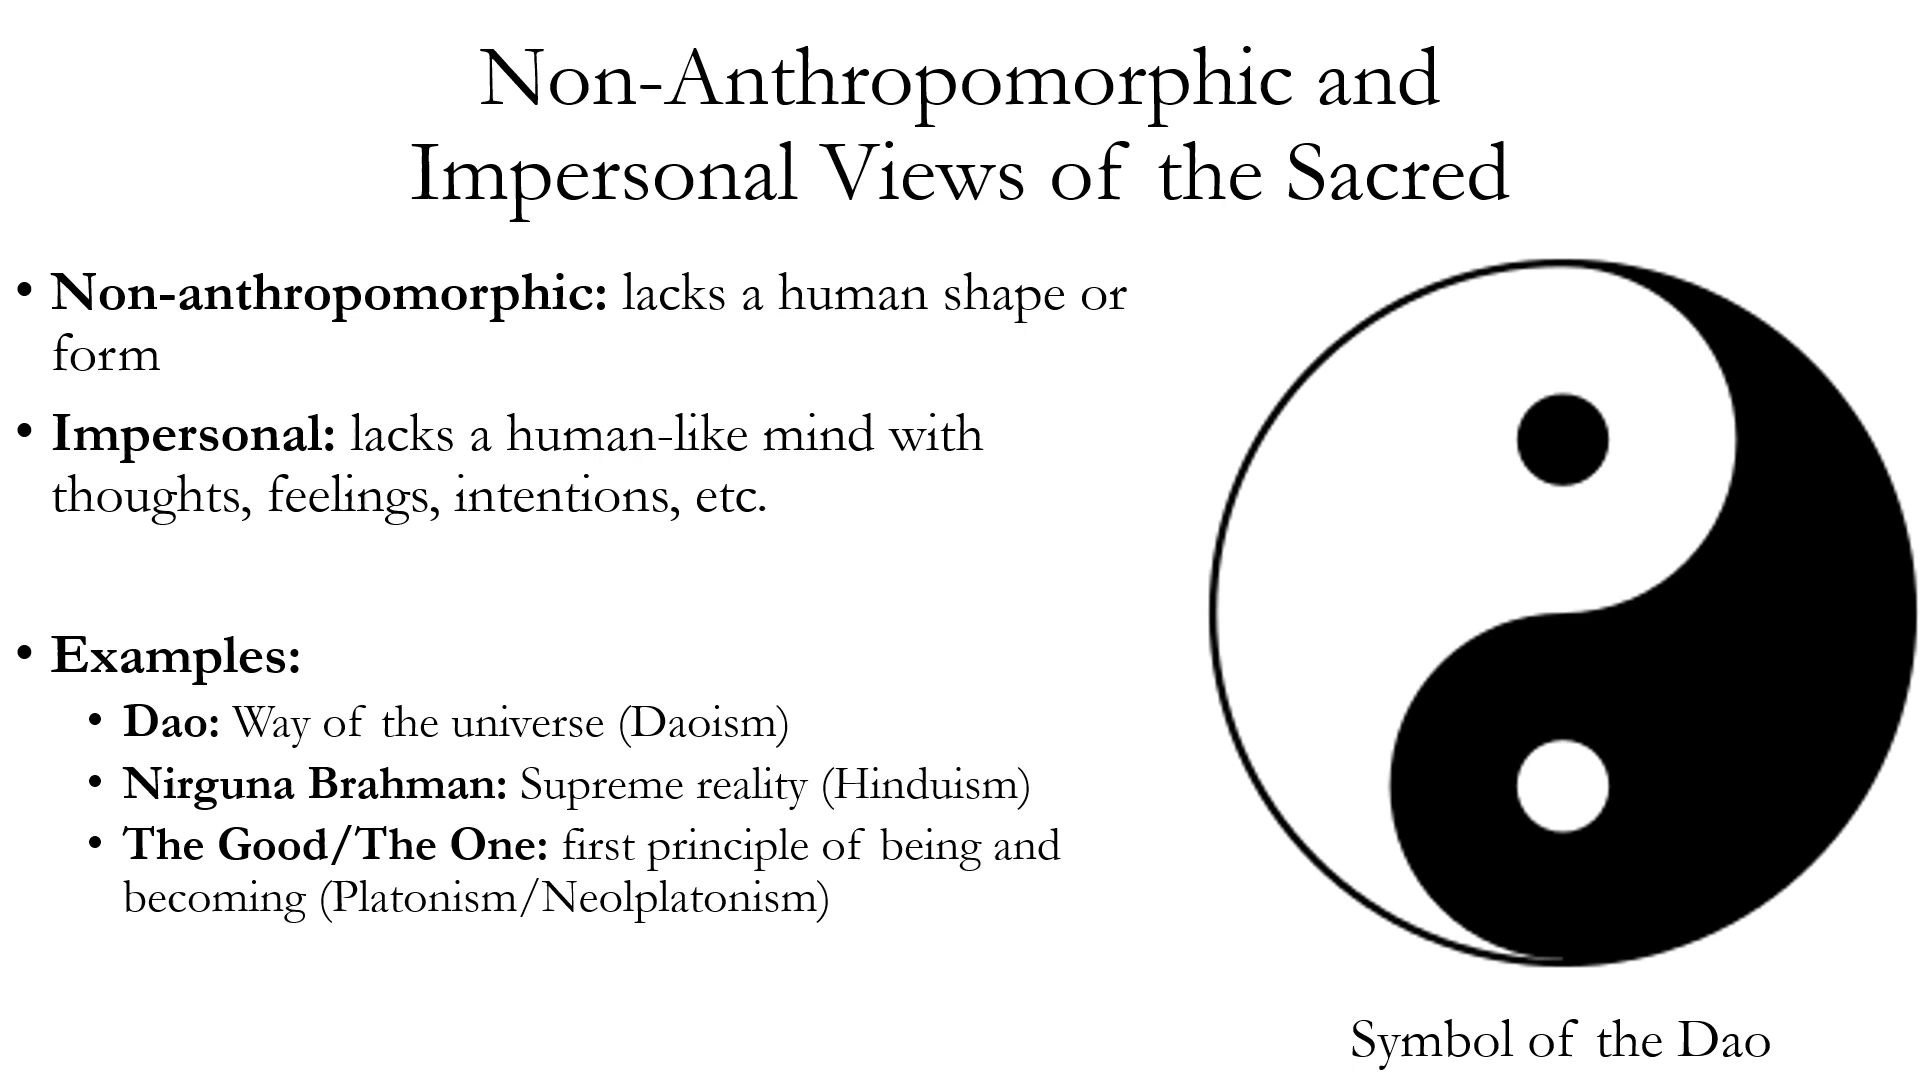 Non-Anthropomorphic and
Impersonal Views of the Sacred
• Non-anthropomorphic: lacks a human shape or
form
• Impersonal: lacks a human-like mind with
thoughts, feelings, intentions, etc.
• Examples:
• Dao: Way of the universe (Daoism)
• Nirguna Brahman: Supreme reality (Hinduism)
• The Good/The One: first principle of being and
becoming (Platonism/Neolplatonism)
Symbol of the Dao